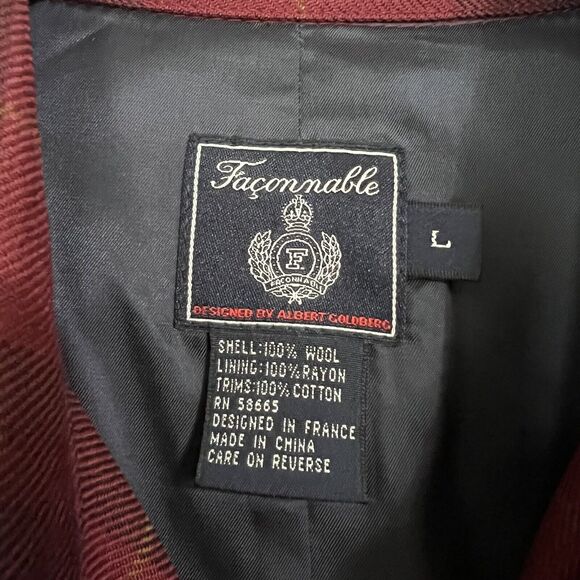 Façonnable
F
FAÇONNABLE
DESIGNED BY ALBERT GOLDBERG
L
SHELL:100% WOOL
LINING:100%RAYON
TRIMS:100%COTTON
RN 58665
DESIGNED IN FRANCE
MADE IN CHINA
CARE ON REVERSE